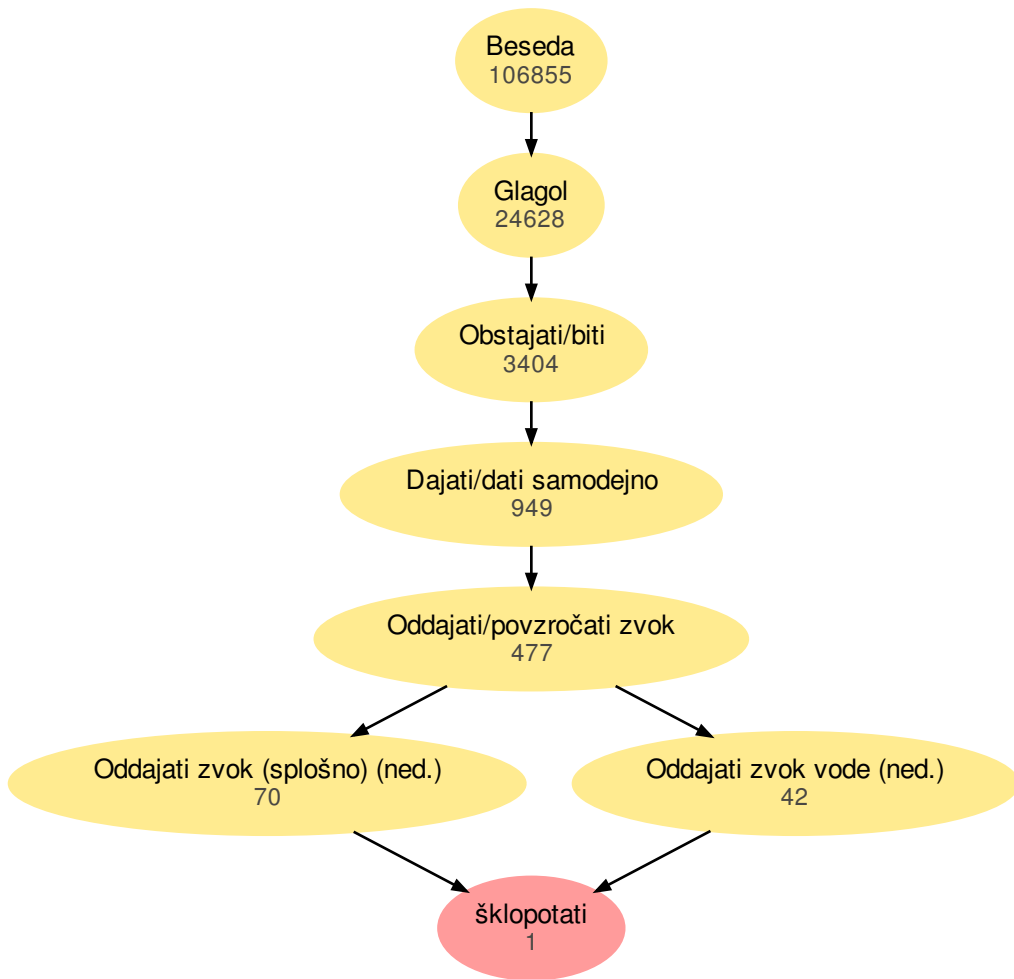 Beseda
106855
Glagol
24628
Obstajati/biti
3404
Dajati/dati samodejno
949
Oddajati/povzročati zvok
477
Oddajati zvok (splošno) (ned.)
70
Oddajati zvok vode (ned.)
42
šklopotati
1